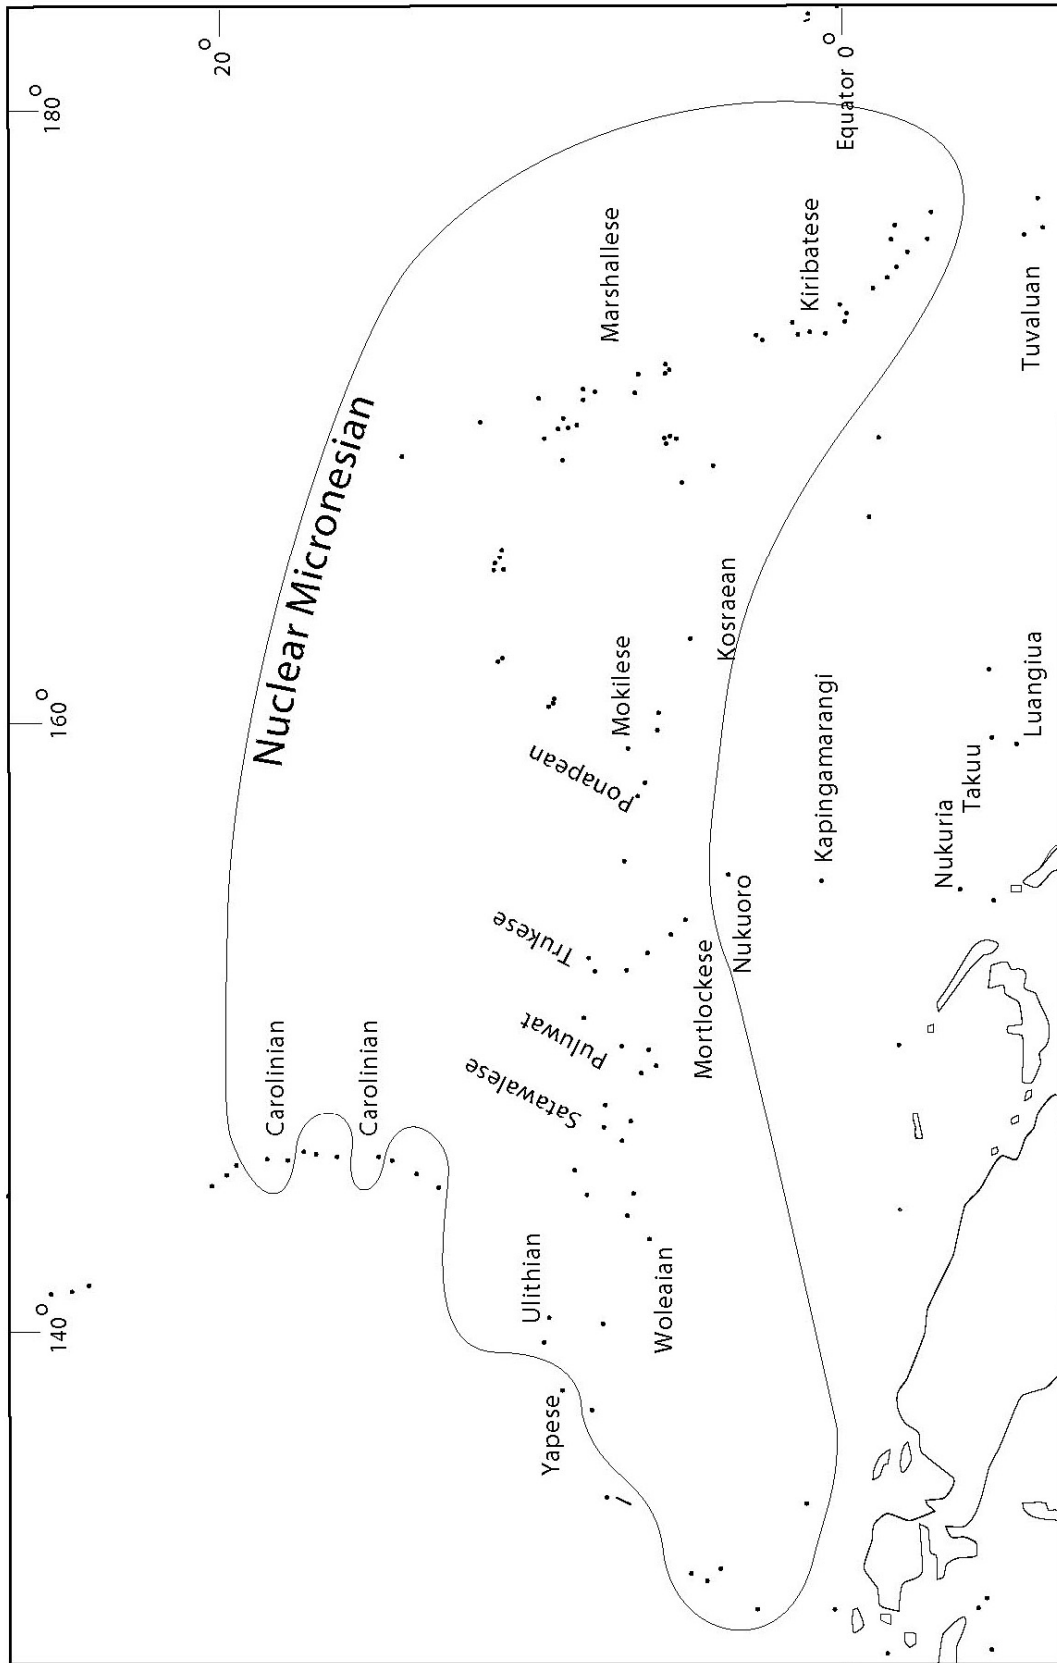 140°
160°
180°
20°
Equator 0°
Nuclear Micronesian
Carolinian
Carolinian
Marshallese
Ulithian
Yapese
Satawalese
Puluwat
Trukese
Ponapean
Mokilese
Woleaian
Mortlockese
Nukuoro
Kosraean
Kiribatese
Kapingamarangi
Nukuria
Takuu
Luangiua
Tuvaluan